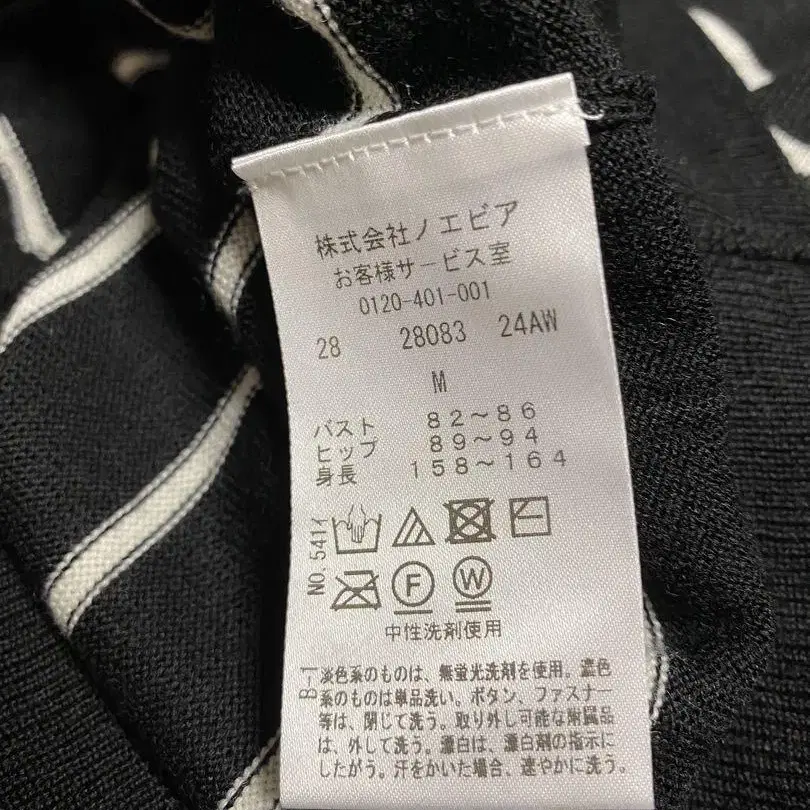 株式会社ノエビア
お客様サービス室
0120-401-001
28 28083 24AW
M
バスト 82～86
ヒップ 89～94
身長 158～164
NO.541イ
F W
中性洗剤使用
B-1
淡色系のものは、無蛍光洗剤を使用。濃色
系のものは単品洗い。ボタン、ファスナー
等は、閉じて洗う。取り外し可能な附属品
は、外して洗う。漂白は、漂白剤の指示に
したがう。汗をかいた場合、速やかに洗う。